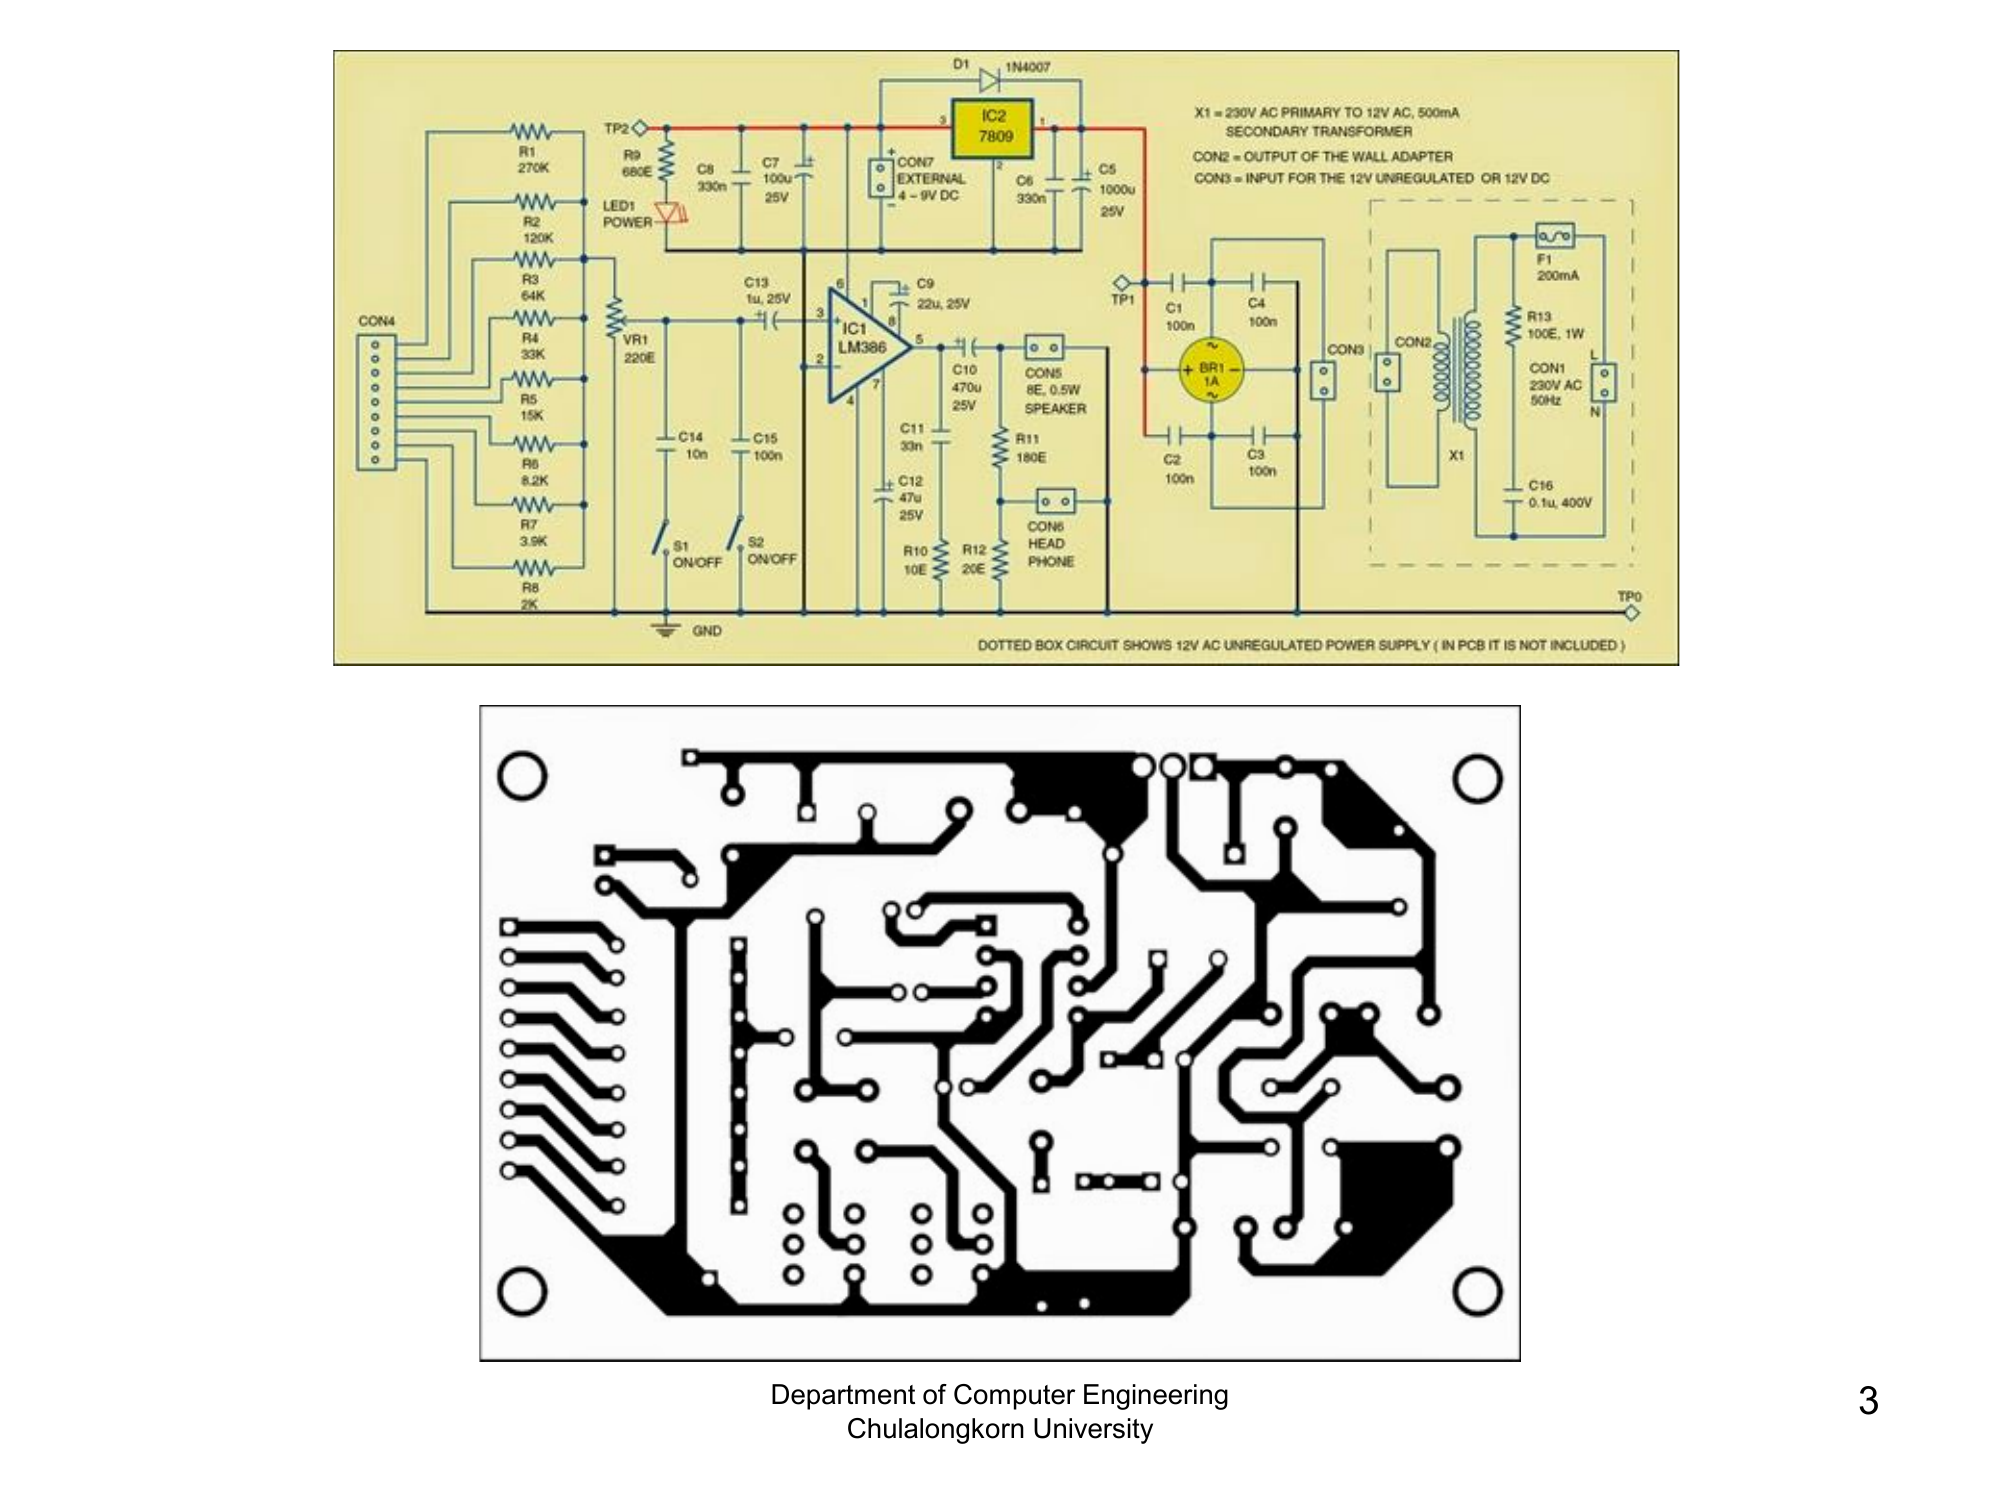 D1
1N4007
IC2
7809
3
1
2
TP2
R9
680E
C8
330n
C7
100u
25V
+
CON7
EXTERNAL
4 – 9V DC
+
−
C6
330n
C5
1000u
25V
+
LED1
POWER
X1 = 230V AC PRIMARY TO 12V AC, 500mA
SECONDARY TRANSFORMER
CON2 = OUTPUT OF THE WALL ADAPTER
CON3 = INPUT FOR THE 12V UNREGULATED OR 12V DC
R1
270K
R2
120K
R3
64K
R4
33K
R5
15K
R6
8.2K
R7
3.9K
R8
2K
CON4
VR1
220E
C13
1u, 25V
+
C14
10n
C15
100n
S1
ON/OFF
S2
ON/OFF
GND
IC1
LM386
6
1
8
3
+
2
−
5
7
4
C9
22u, 25V
+
C10
470u
25V
+
C11
33n
C12
47u
25V
+
R10
10E
R12
20E
R11
180E
CON5
8E, 0.5W
SPEAKER
CON6
HEAD
PHONE
TP1
C1
100n
C4
100n
~
+ BR1 −
1A
~
C2
100n
C3
100n
CON3
CON2
X1
F1
200mA
R13
100E, 1W
L
CON1
230V AC
50Hz
N
C16
0.1u, 400V
TP0
DOTTED BOX CIRCUIT SHOWS 12V AC UNREGULATED POWER SUPPLY ( IN PCB IT IS NOT INCLUDED )
Department of Computer Engineering
Chulalongkorn University
3